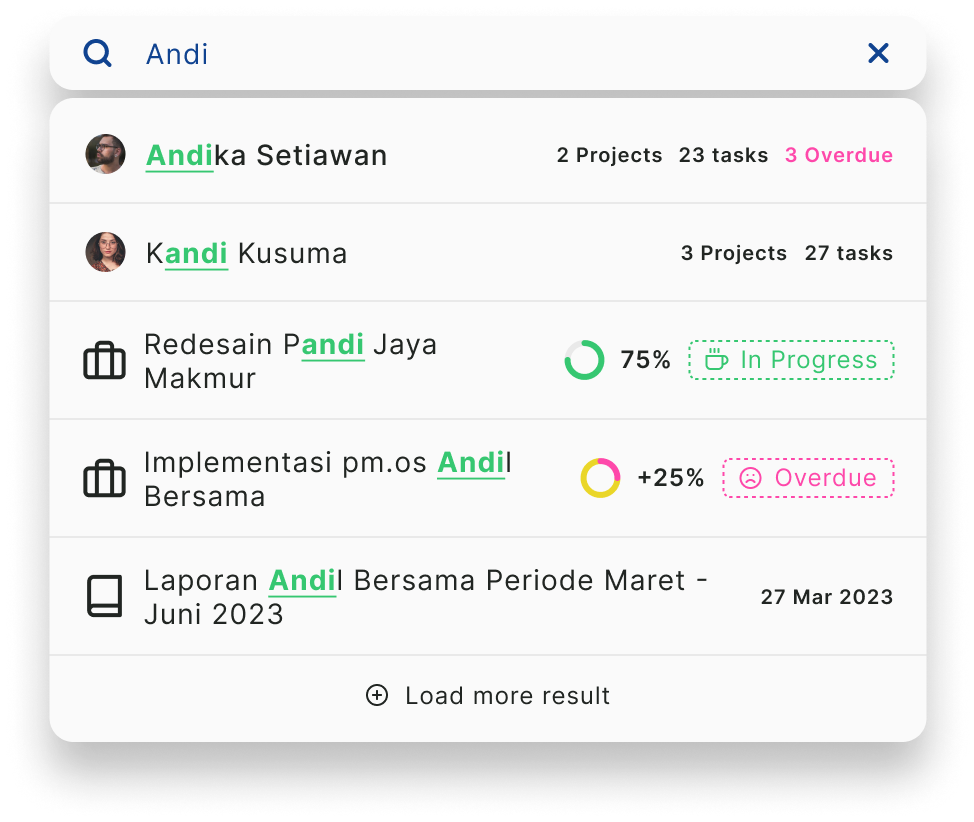 Andi
Andika Setiawan 2 Projects 23 tasks 3 Overdue
Kandi Kusuma 3 Projects 27 tasks
Redesain Pandi Jaya
Makmur
75% In Progress
Implementasi pm.os Andil
Bersama
+25% Overdue
Laporan Andil Bersama Periode Maret -
Juni 2023
27 Mar 2023
Load more result